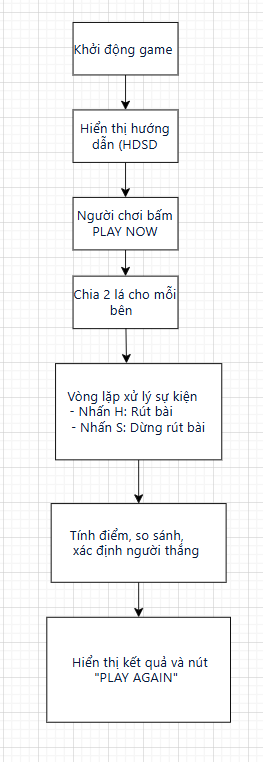 Khởi động game
Hiển thị hướng
dẫn (HDSD
Người chơi bấm
PLAY NOW
Chia 2 lá cho mỗi
bên
Vòng lặp xử lý sự kiện
- Nhấn H: Rút bài
- Nhấn S: Dừng rút bài
Tính điểm, so sánh,
xác định người thắng
Hiển thị kết quả và nút
"PLAY AGAIN"